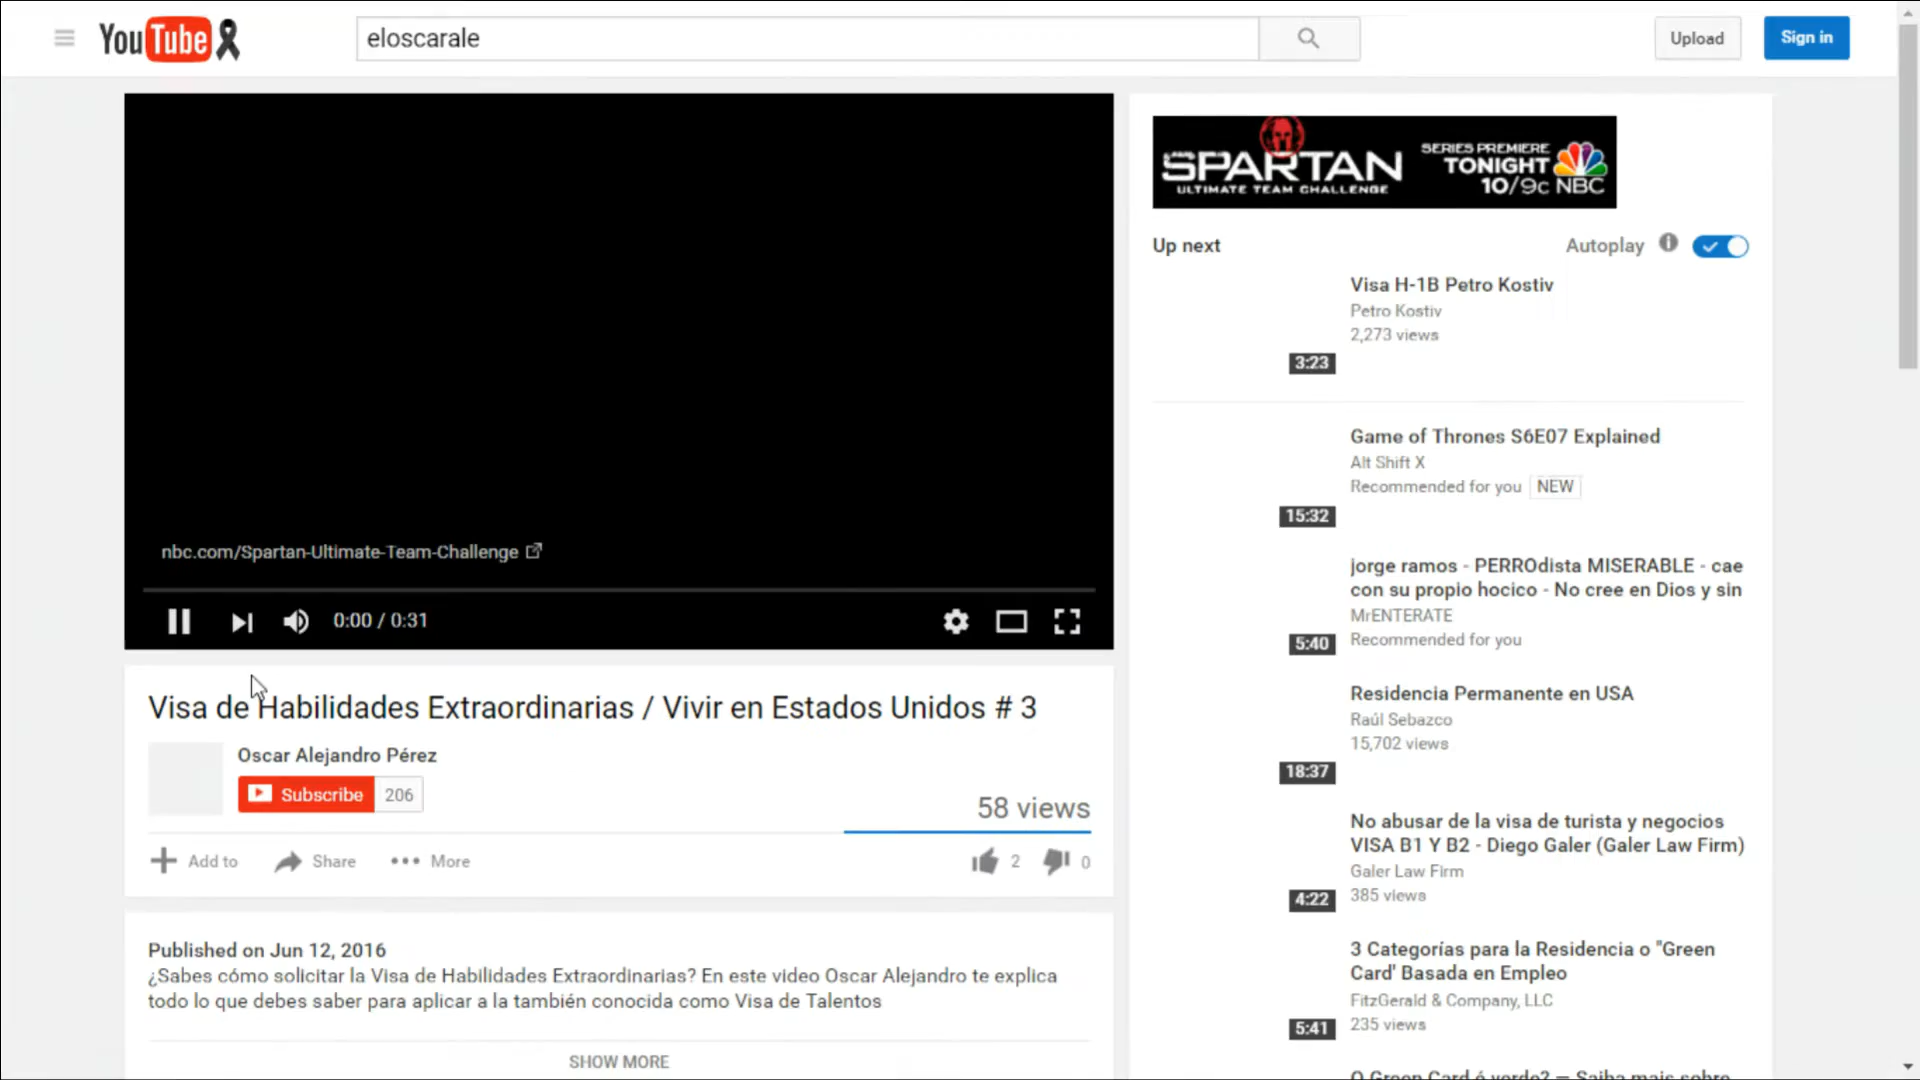 YouTube
eloscarale
Upload
Sign in
SPARTAN
ULTIMATE TEAM CHALLENGE
SERIES PREMIERE
TONIGHT
10/9c NBC
Up next
Autoplay
Visa H-1B Petro Kostiv
Petro Kostiv
2,273 views
3:23
Game of Thrones S6E07 Explained
Alt Shift X
Recommended for you NEW
15:32
jorge ramos - PERROdista MISERABLE - cae
con su propio hocico - No cree en Dios y sin
MrENTERATE
Recommended for you
5:40
Residencia Permanente en USA
Raúl Sebazco
15,702 views
18:37
No abusar de la visa de turista y negocios
VISA B1 Y B2 - Diego Galer (Galer Law Firm)
Galer Law Firm
385 views
4:22
3 Categorías para la Residencia o "Green
Card' Basada en Empleo
FitzGerald & Company, LLC
235 views
5:41
O Green Card é verde? — Saiba mais sobre
nbc.com/Spartan-Ultimate-Team-Challenge
0:00 / 0:31
Visa de Habilidades Extraordinarias / Vivir en Estados Unidos # 3
Oscar Alejandro Pérez
Subscribe 206
58 views
Add to Share More
2 0
Published on Jun 12, 2016
¿Sabes cómo solicitar la Visa de Habilidades Extraordinarias? En este video Oscar Alejandro te explica
todo lo que debes saber para aplicar a la también conocida como Visa de Talentos
SHOW MORE